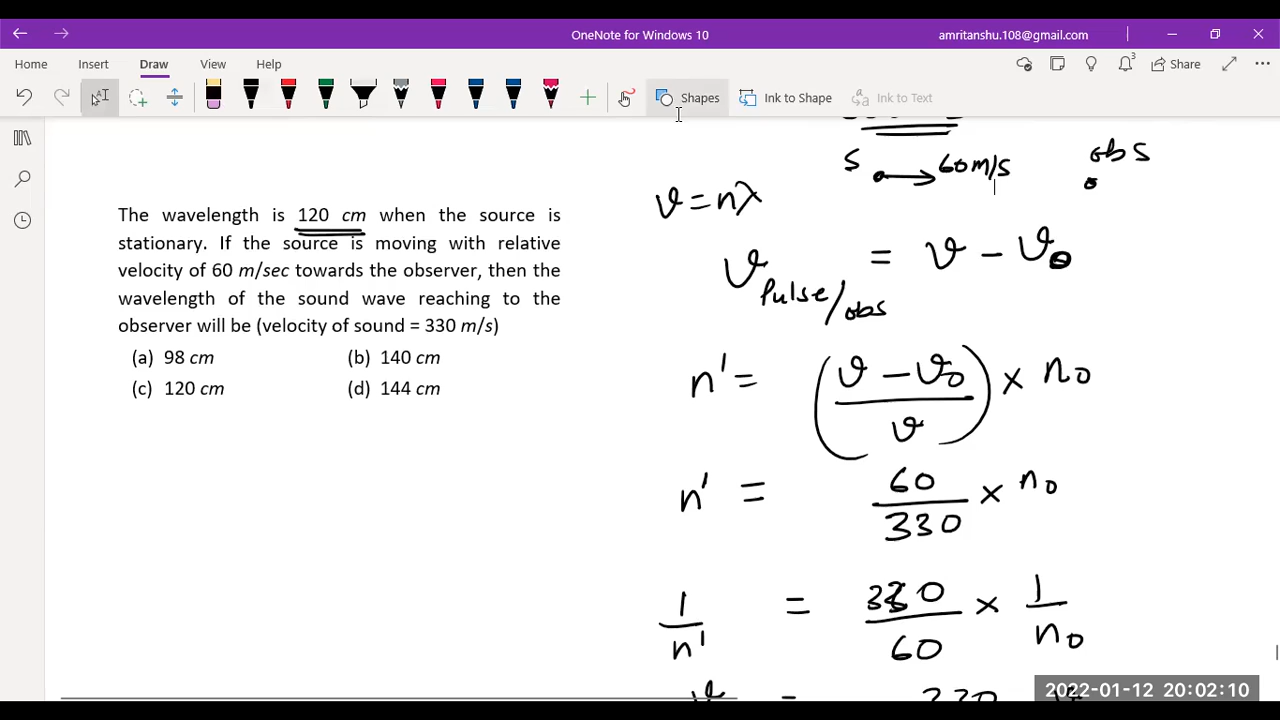 OneNote for Windows 10
amritanshu.108@gmail.com
Home Insert Draw View Help
Share
Shapes
Ink to Shape
Ink to Text
The wavelength is 120 cm when the source is
stationary. If the source is moving with relative
velocity of 60 m/sec towards the observer, then the
wavelength of the sound wave reaching to the
observer will be (velocity of sound = 330 m/s)
(a) 98 cm (b) 140 cm
(c) 120 cm (d) 144 cm
S 60 m/s obs
v = nλ
v pulse/obs = v - v₀
n' = (v - v₀ / v) × n₀
n' = 60/330 × n₀
1/n' = 330/60 × 1/n₀
2022-01-12 20:02:10